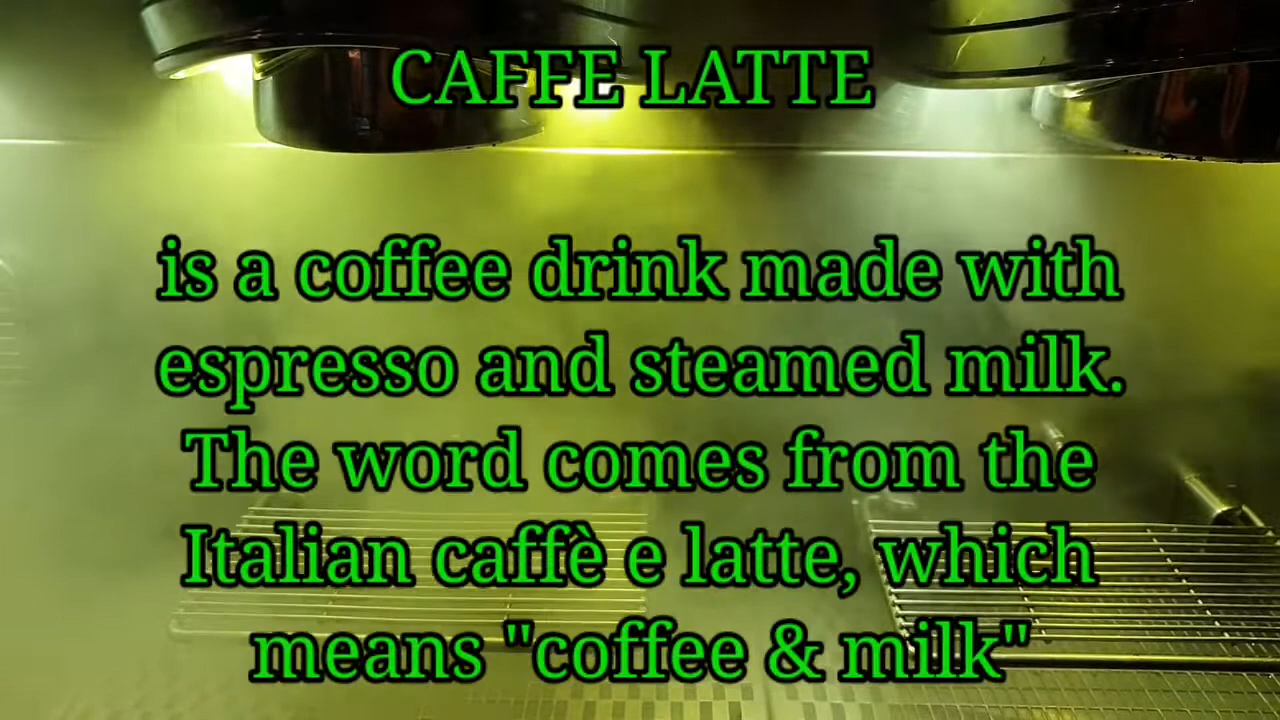 CAFFE LATTE
is a coffee drink made with
espresso and steamed milk.
The word comes from the
Italian caffè e latte, which
means "coffee & milk"